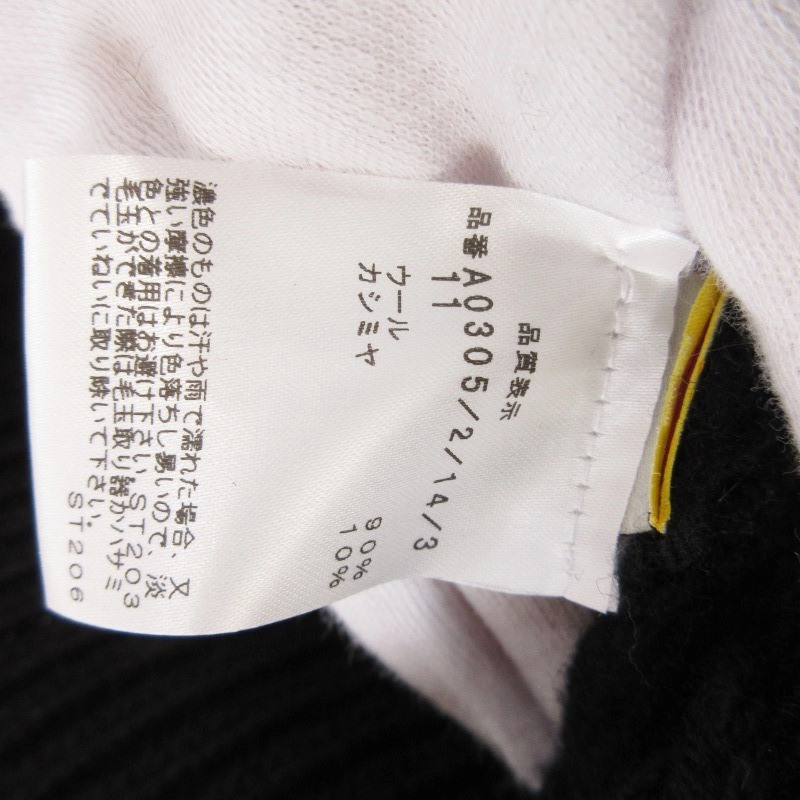 品質表示
品番 A0305/2/14/3
11
ウール 90%
カシミヤ 10%
濃色のものは汗や雨で濡れた場合、又
強い摩擦により色落ちし易いので、淡
色との着用はお避け下さい。ST203
毛玉ができた際は毛玉取り器かハサミ
でていねいに取り除いて下さい。
ST206